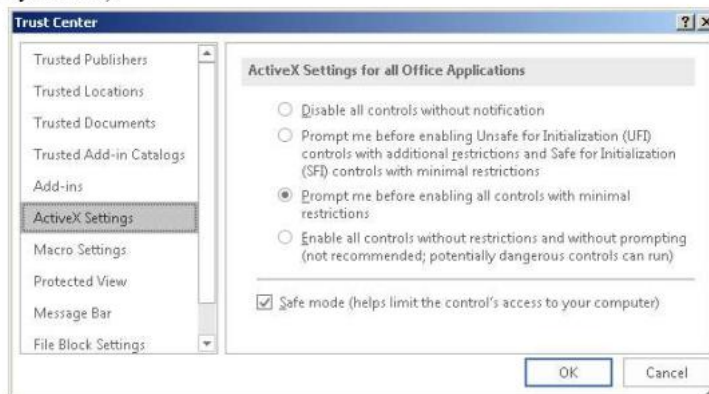 Trust Center
Trusted Publishers
Trusted Locations
Trusted Documents
Trusted Add-in Catalogs
Add-ins
ActiveX Settings
Macro Settings
Protected View
Message Bar
File Block Settings
ActiveX Settings for all Office Applications
Disable all controls without notification
Prompt me before enabling Unsafe for Initialization (UFI)
controls with additional restrictions and Safe for Initialization
(SFI) controls with minimal restrictions
Prompt me before enabling all controls with minimal
restrictions
Enable all controls without restrictions and without prompting
(not recommended; potentially dangerous controls can run)
Safe mode (helps limit the control's access to your computer)
OK
Cancel